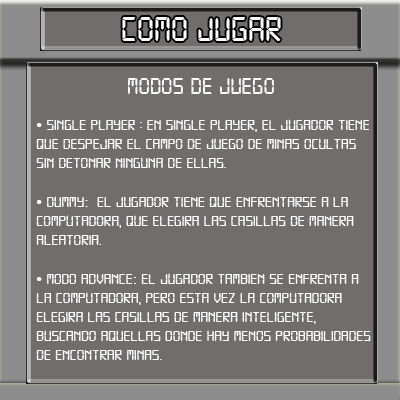 COMO JUGAR
MODOS DE JUEGO
• SINGLE PLAYER : EN SINGLE PLAYER, EL JUGADOR TIENE
QUE DESPEJAR EL CAMPO DE JUEGO DE MINAS OCULTAS
SIN DETONAR NINGUNA DE ELLAS.
• DUMMY: EL JUGADOR TIENE QUE ENFRENTARSE A LA
COMPUTADORA, QUE ELEGIRA LAS CASILLAS DE MANERA
ALEATORIA.
• MODO ADVANCE: EL JUGADOR TAMBIEN SE ENFRENTA A
LA COMPUTADORA, PERO ESTA VEZ LA COMPUTADORA
ELEGIRA LAS CASILLAS DE MANERA INTELIGENTE,
BUSCANDO AQUELLAS DONDE HAY MENOS PROBABILIDADES
DE ENCONTRAR MINAS.